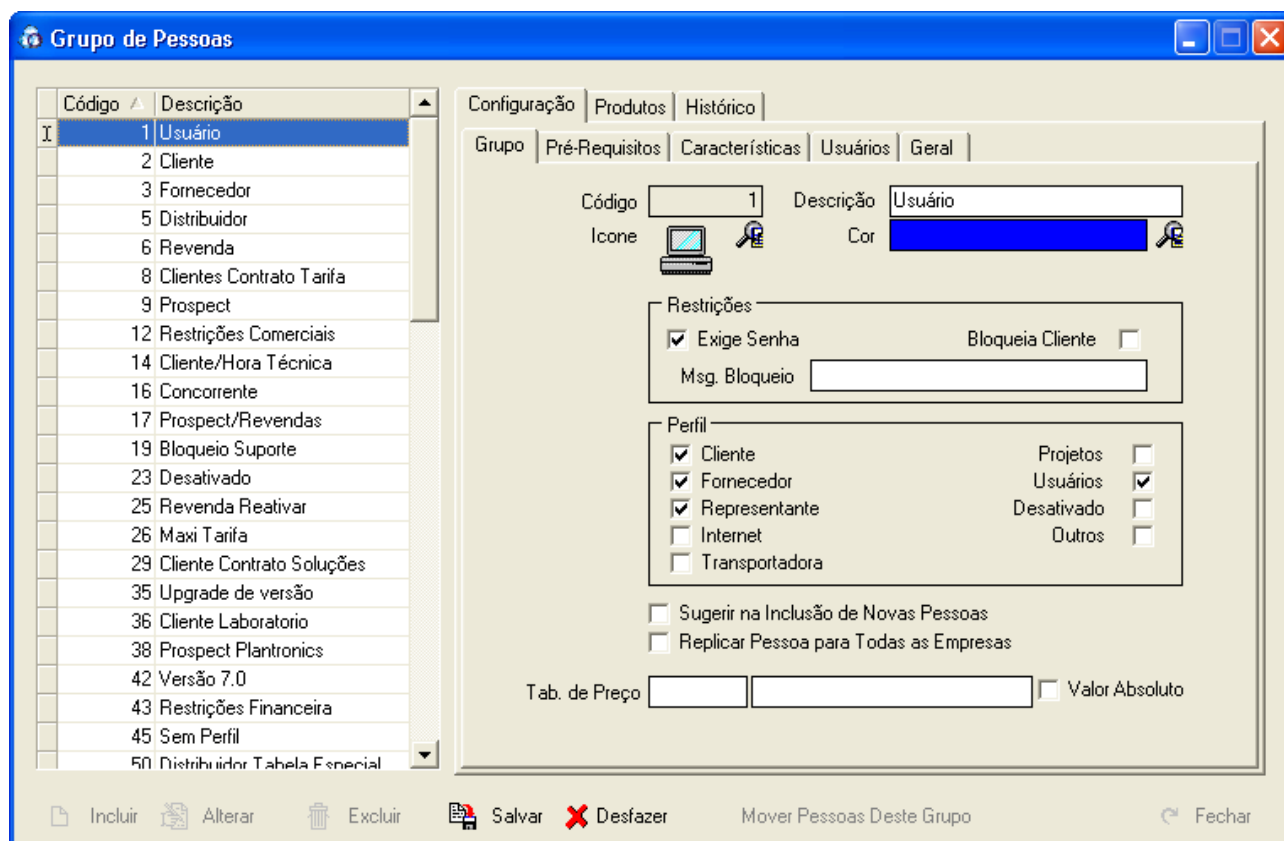 Grupo de Pessoas
Código Descrição
1 Usuário
2 Cliente
3 Fornecedor
5 Distribuidor
6 Revenda
8 Clientes Contrato Tarifa
9 Prospect
12 Restrições Comerciais
14 Cliente/Hora Técnica
16 Concorrente
17 Prospect/Revendas
19 Bloqueio Suporte
23 Desativado
25 Revenda Reativar
26 Maxi Tarifa
29 Cliente Contrato Soluções
35 Upgrade de versão
36 Cliente Laboratorio
38 Prospect Plantronics
42 Versão 7.0
43 Restrições Financeira
45 Sem Perfil
50 Distribuidor Tabela Especial
Configuração Produtos Histórico
Grupo Pré-Requisitos Características Usuários Geral
Código 1 Descrição Usuário
Icone Cor
Restrições
Exige Senha Bloqueia Cliente
Msg. Bloqueio
Perfil
Cliente Projetos
Fornecedor Usuários
Representante Desativado
Internet Outros
Transportadora
Sugerir na Inclusão de Novas Pessoas
Replicar Pessoa para Todas as Empresas
Tab. de Preço Valor Absoluto
Incluir Alterar Excluir Salvar Desfazer Mover Pessoas Deste Grupo Fechar